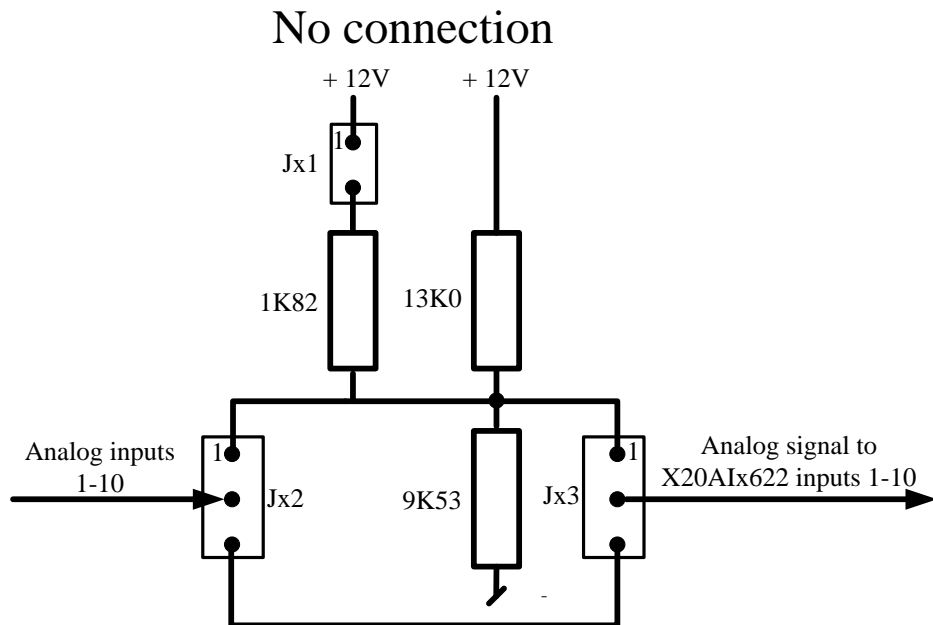 No connection
+ 12V
+ 12V
1
Jx1
1K82
13K0
Analog inputs
1-10
1
Jx2
9K53
Jx3
1
Analog signal to
X20AIx622 inputs 1-10
-